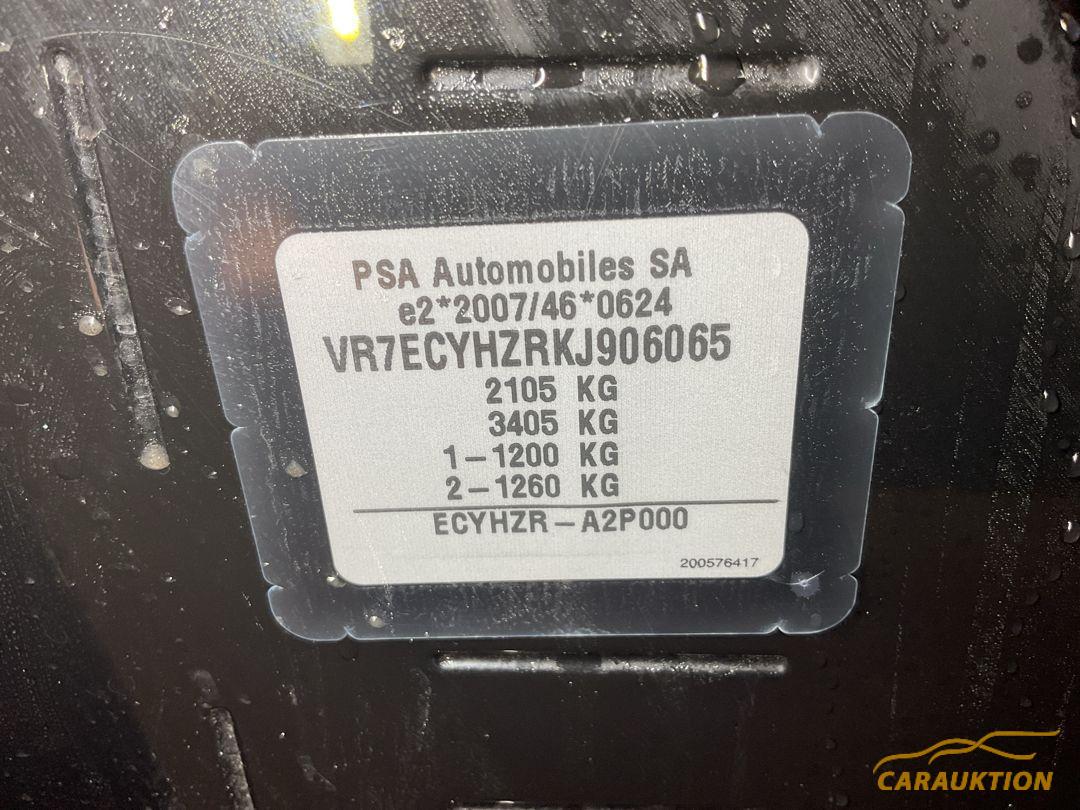 PSA Automobiles SA
e2*2007/46*0624
VR7ECYHZRKJ906065
2105 KG
3405 KG
1-1200 KG
2-1260 KG
ECYHZR-A2P000
200576417
CARAUKTION